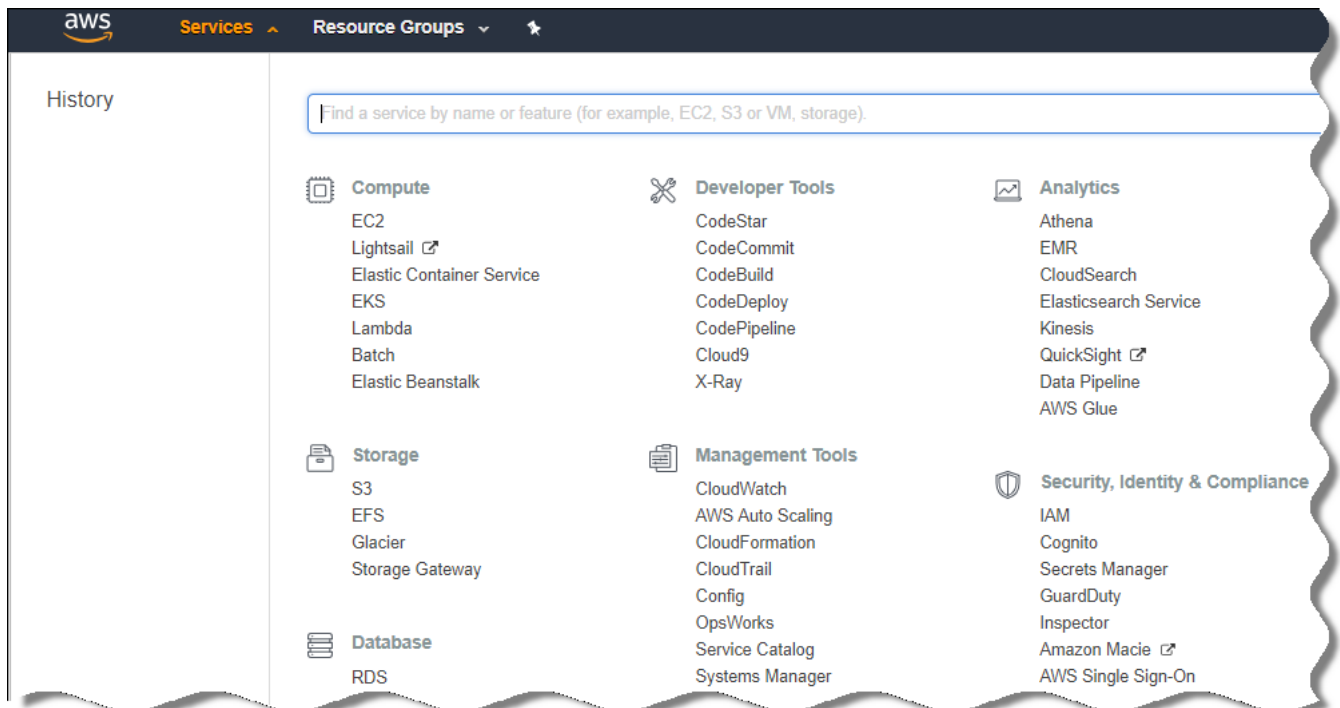 aws Services Resource Groups
History
Find a service by name or feature (for example, EC2, S3 or VM, storage).
Compute
EC2
Lightsail
Elastic Container Service
EKS
Lambda
Batch
Elastic Beanstalk
Storage
S3
EFS
Glacier
Storage Gateway
Database
RDS
Developer Tools
CodeStar
CodeCommit
CodeBuild
CodeDeploy
CodePipeline
Cloud9
X-Ray
Management Tools
CloudWatch
AWS Auto Scaling
CloudFormation
CloudTrail
Config
OpsWorks
Service Catalog
Systems Manager
Analytics
Athena
EMR
CloudSearch
Elasticsearch Service
Kinesis
QuickSight
Data Pipeline
AWS Glue
Security, Identity & Compliance
IAM
Cognito
Secrets Manager
GuardDuty
Inspector
Amazon Macie
AWS Single Sign-On